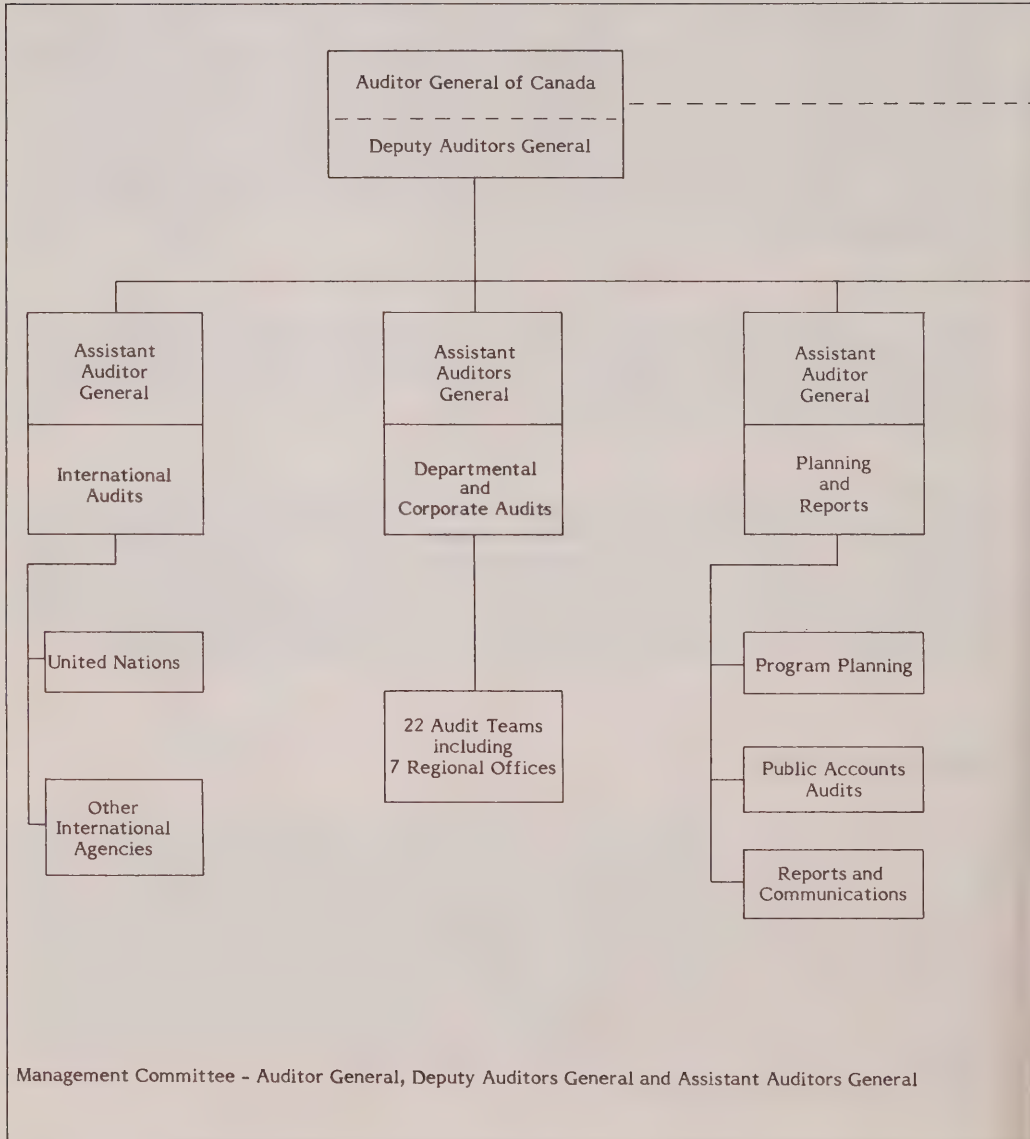 Auditor General of Canada
Deputy Auditors General
Assistant
Auditor
General
International
Audits
United Nations
Other
International
Agencies
Assistant
Auditors
General
Departmental
and
Corporate Audits
22 Audit Teams
including
7 Regional Offices
Assistant
Auditor
General
Planning
and
Reports
Program Planning
Public Accounts
Audits
Reports and
Communications
Management Committee - Auditor General, Deputy Auditors General and Assistant Auditors General